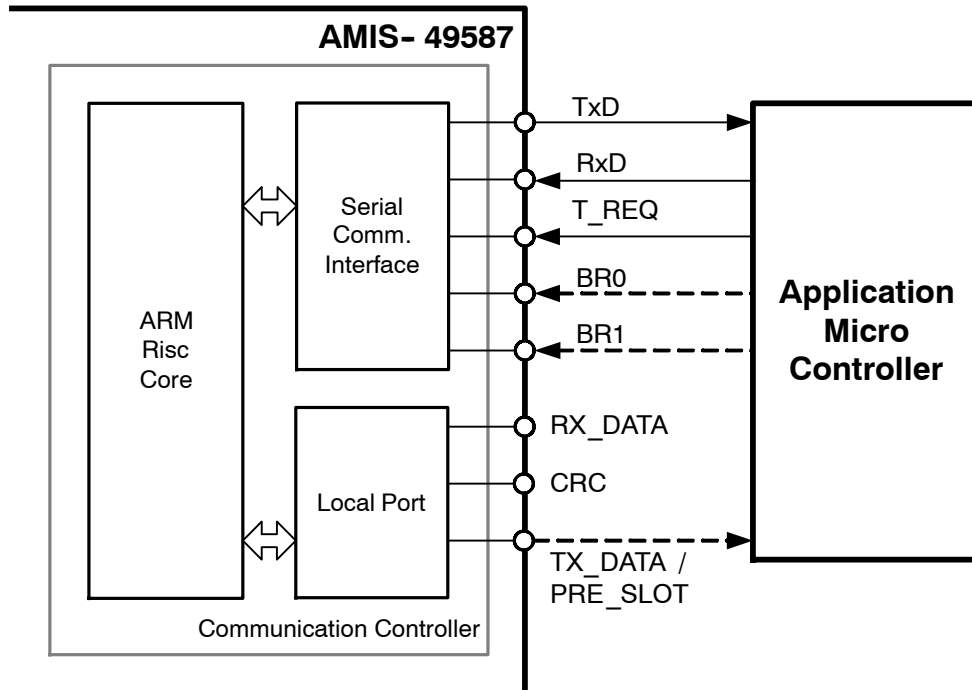 AMIS-49587
TxD
RxD
T_REQ
BR0
BR1
Serial
Comm.
Interface
ARM
Risc
Core
Application
Micro
Controller
RX_DATA
CRC
Local Port
TX_DATA /
PRE_SLOT
Communication Controller